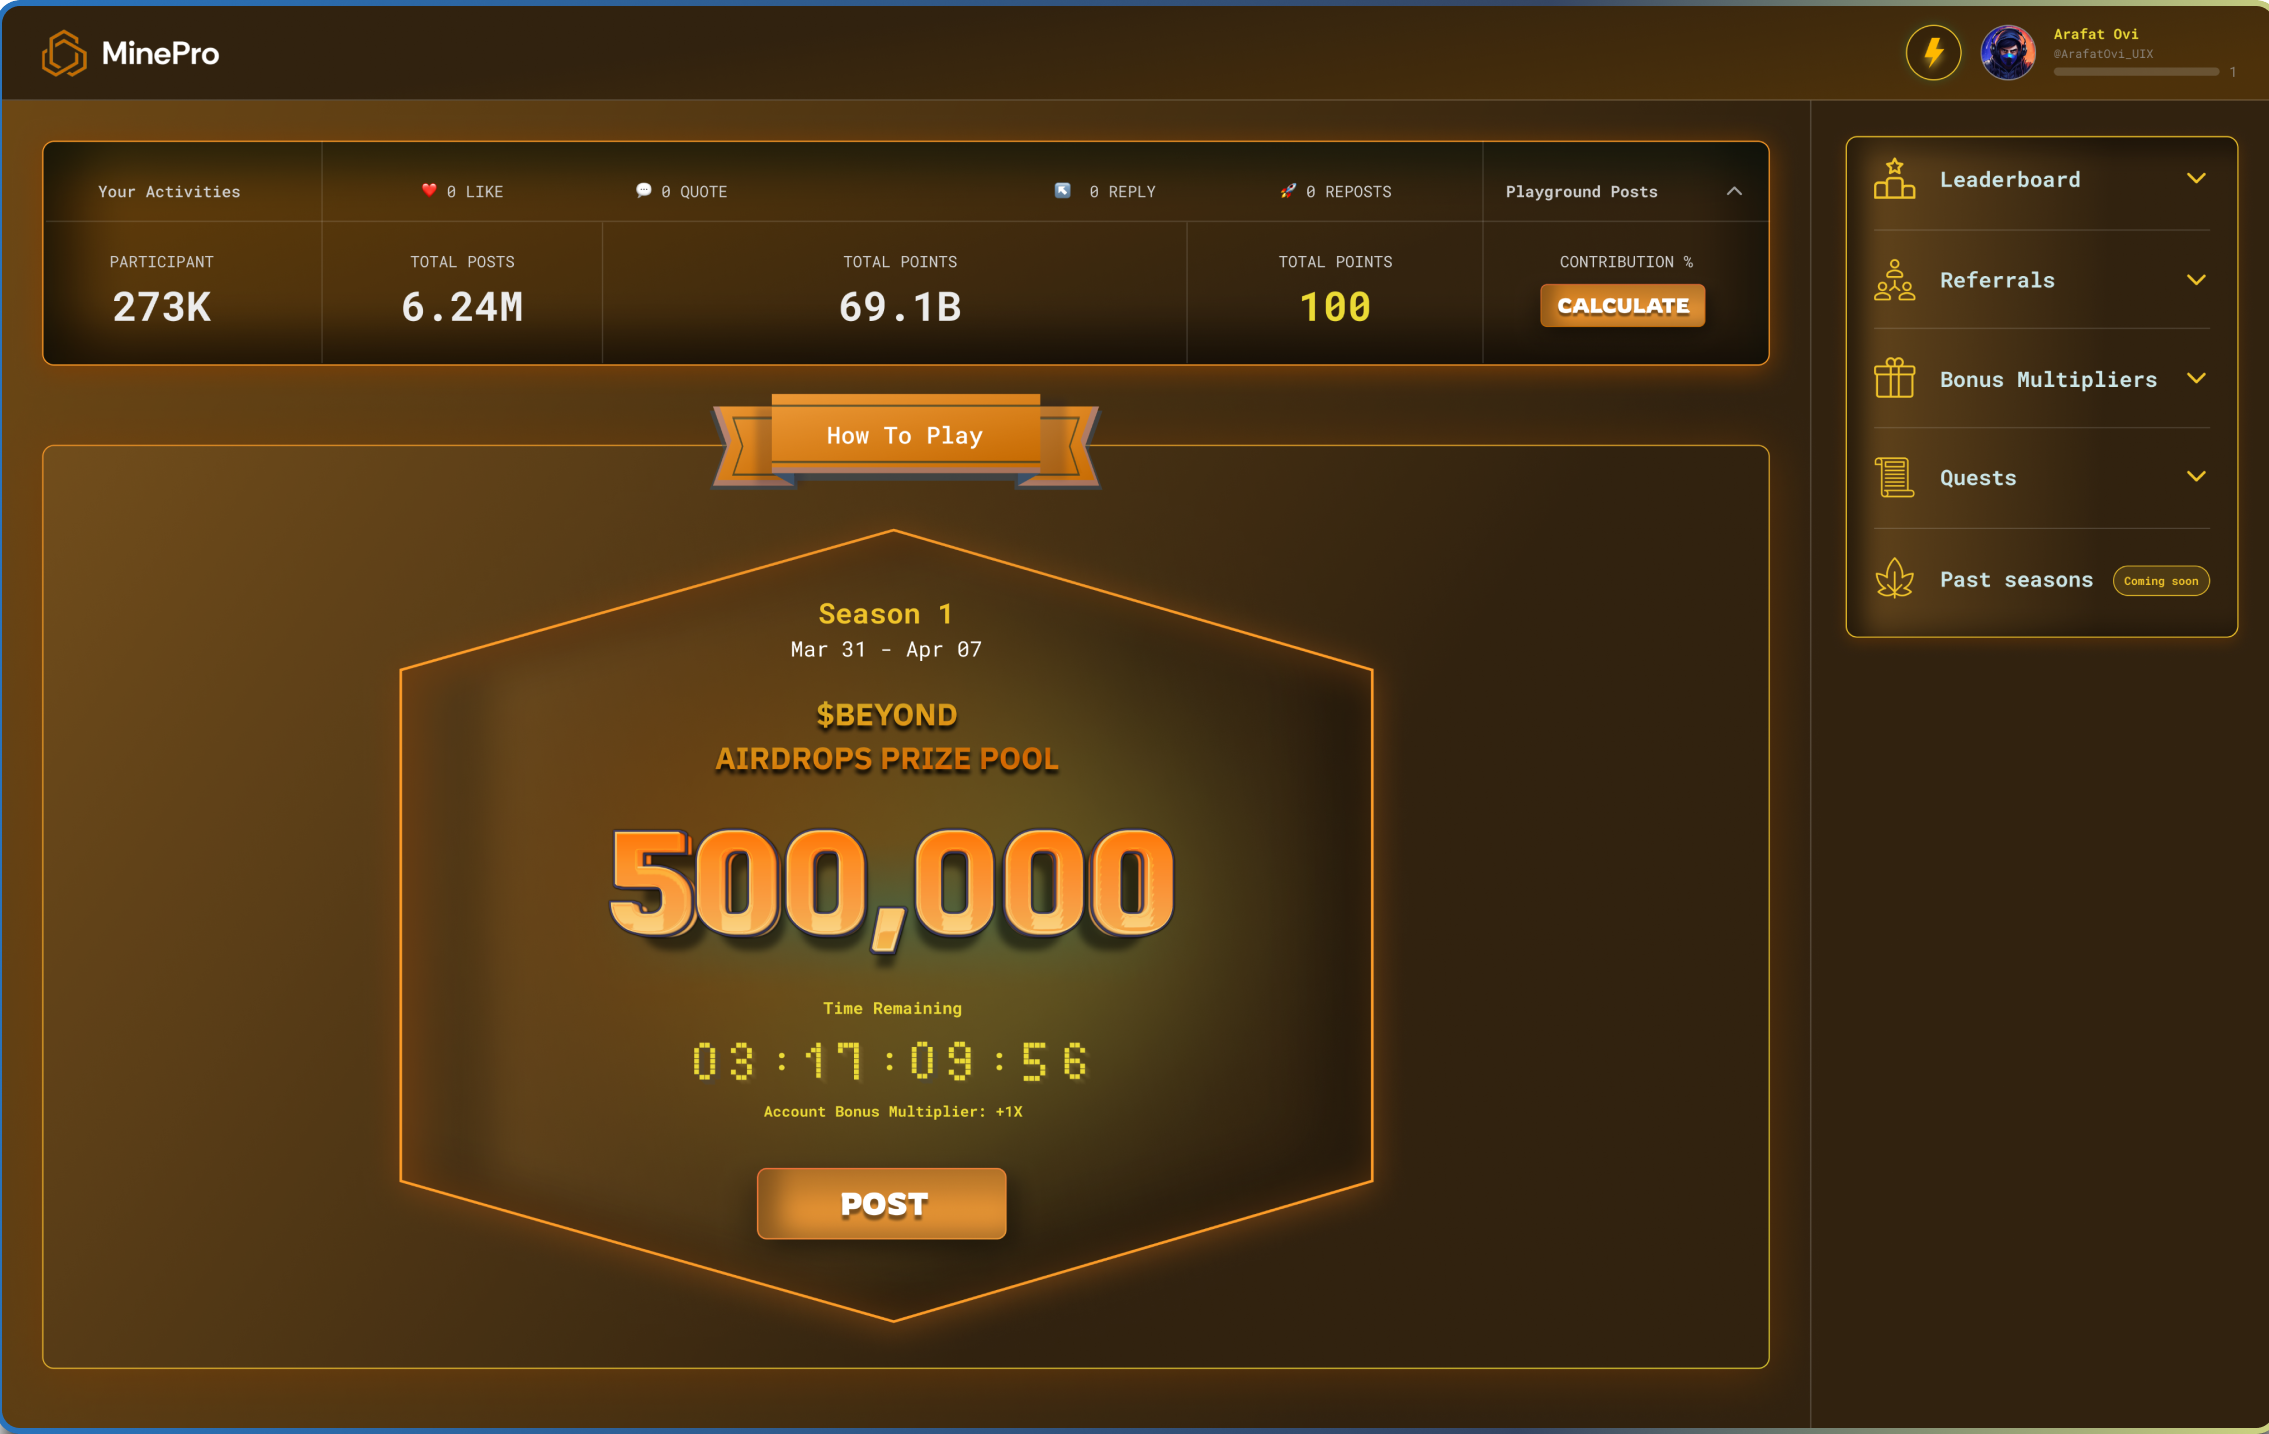 MinePro
Arafat Ovi
@ArafatOvi_UIX
1
Your Activities
0 LIKE
0 QUOTE
0 REPLY
0 REPOSTS
Playground Posts
PARTICIPANT
273K
TOTAL POSTS
6.24M
TOTAL POINTS
69.1B
TOTAL POINTS
100
CONTRIBUTION %
CALCULATE
How To Play
Season 1
Mar 31 - Apr 07
$BEYOND
AIRDROPS PRIZE POOL
500,000
Time Remaining
03:17:09:56
Account Bonus Multiplier: +1X
POST
Leaderboard
Referrals
Bonus Multipliers
Quests
Past seasons
Coming soon